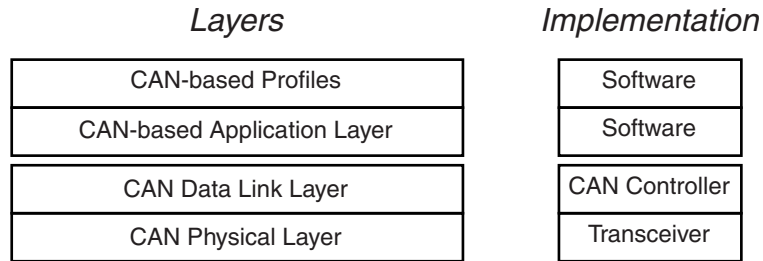 Layers Implementation
CAN-based Profiles Software
CAN-based Application Layer Software
CAN Data Link Layer CAN Controller
CAN Physical Layer Transceiver